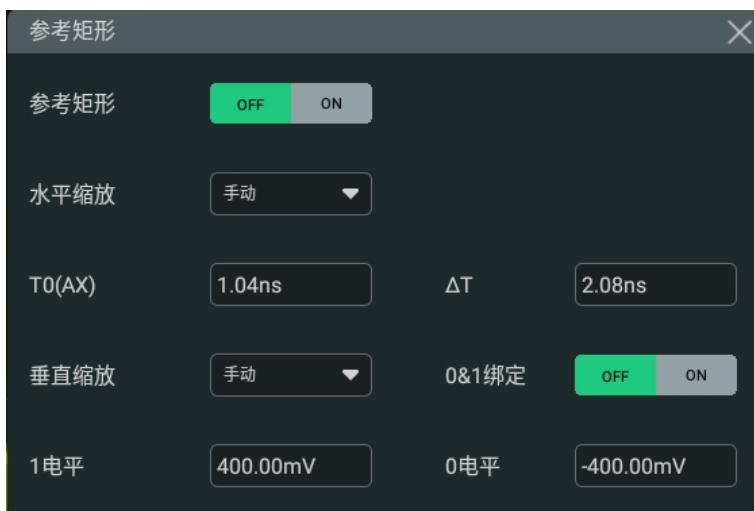 参考矩形
参考矩形 OFF ON
水平缩放 手动
T0(AX) 1.04ns ΔT 2.08ns
垂直缩放 手动 0&1绑定 OFF ON
1电平 400.00mV 0电平 -400.00mV